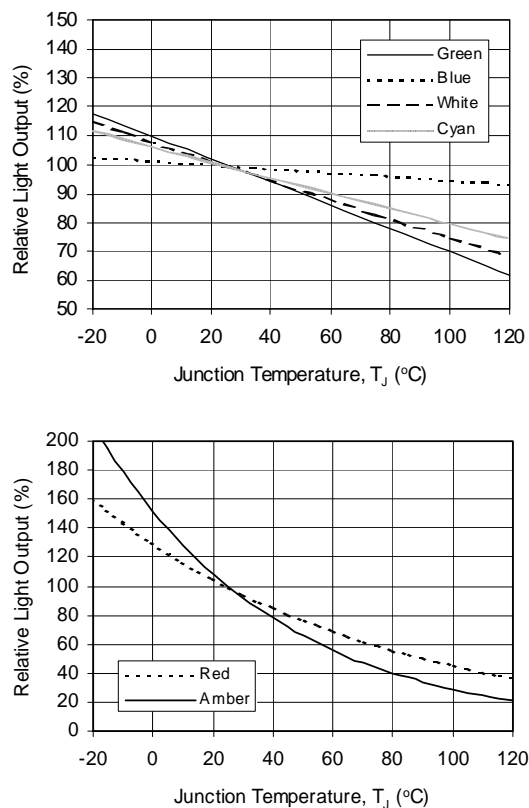 150
140
130
120
110
100
90
80
70
60
50
Relative Light Output (%)
Green
Blue
White
Cyan
-20 0 20 40 60 80 100 120
Junction Temperature, TJ (oC)
200
180
160
140
120
100
80
60
40
20
0
Relative Light Output (%)
Red
Amber
-20 0 20 40 60 80 100 120
Junction Temperature, TJ (oC)